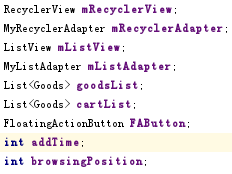 RecyclerView mRecyclerView;
MyRecyclerAdapter mRecyclerAdapter;
ListView mListView;
MyListAdapter mListAdapter;
List<Goods> goodsList;
List<Goods> cartList;
FloatingActionButton FAButton;
int addTime;
int browsingPosition;